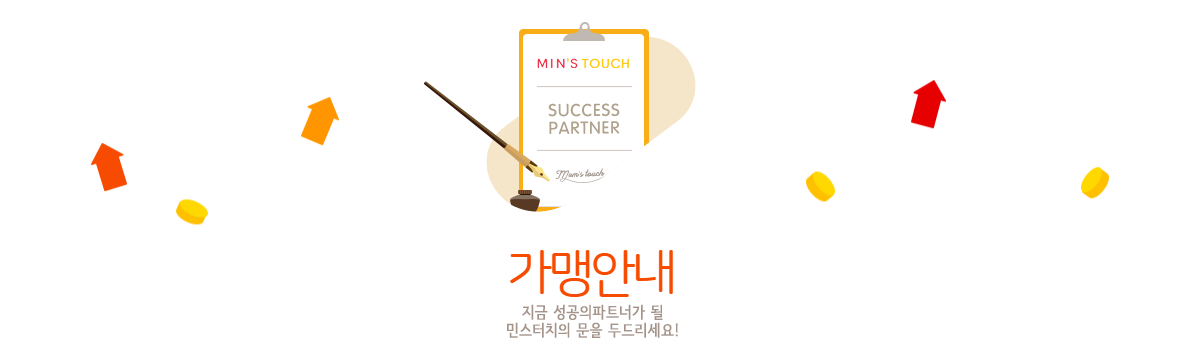 MIN'S TOUCH
SUCCESS
PARTNER
Mom's touch
가맹안내
지금 성공의파트너가 될
민스터치의 문을 두드리세요!